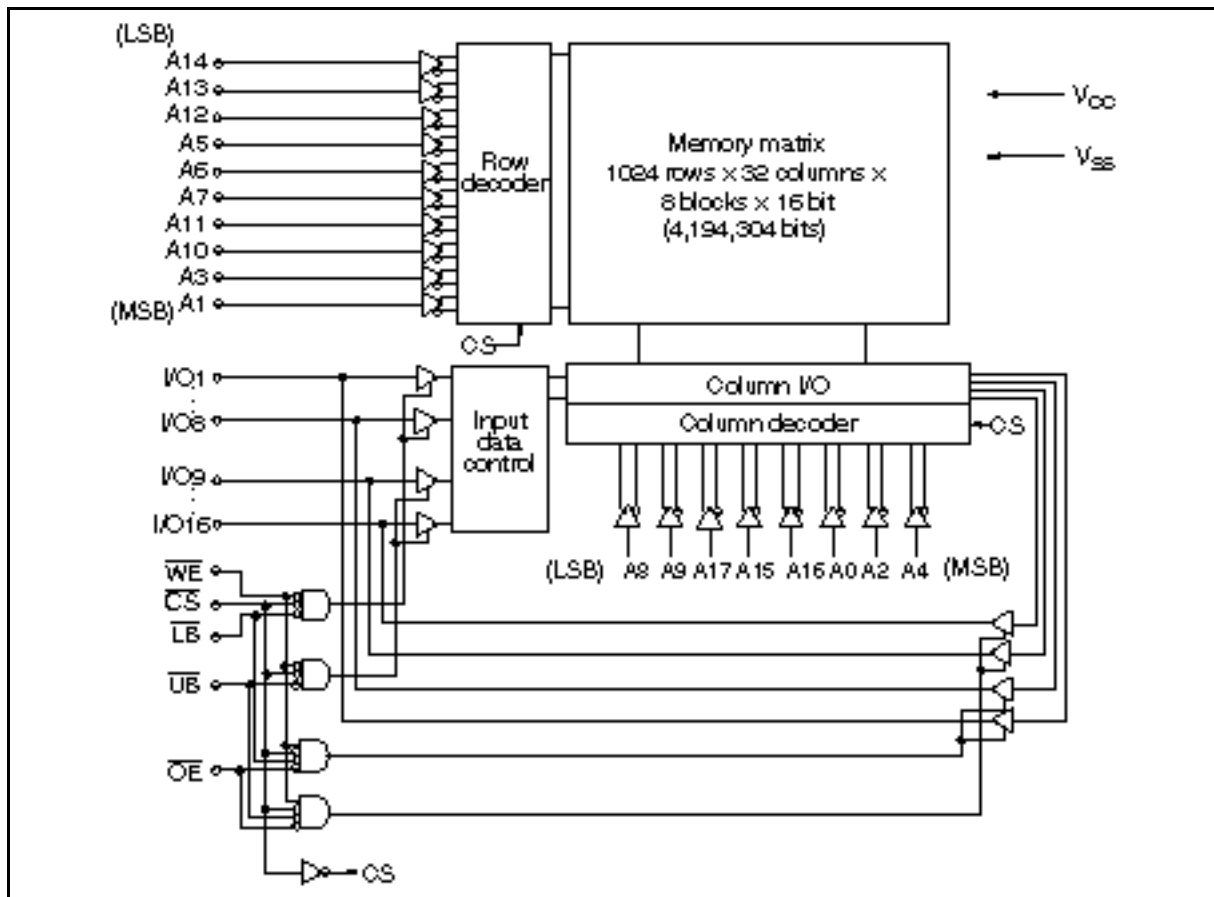 (LSB)
A14
A13
A12
A5
A6
A7
A11
A10
A3
(MSB) A1
Row
decoder
Memory matrix
1024 rows x 32 columns x
8 blocks x 16 bit
(4,194,304 bits)
VCC
VSS
CS
I/O1
I/O8
I/O9
I/O16
Input
data
control
Column I/O
Column decoder
CS
(LSB) A8 A9 A17 A15 A16 A0 A2 A4 (MSB)
WE
CS
LB
UB
OE
CS